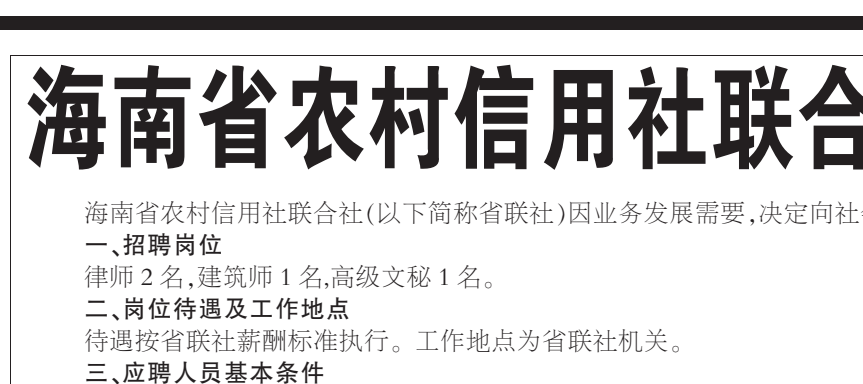 海南省农村信用社联合
海南省农村信用社联合社(以下简称省联社)因业务发展需要,决定向社
一、招聘岗位
律师 2 名,建筑师 1 名,高级文秘 1 名。
二、岗位待遇及工作地点
待遇按省联社薪酬标准执行。工作地点为省联社机关。
三、应聘人员基本条件